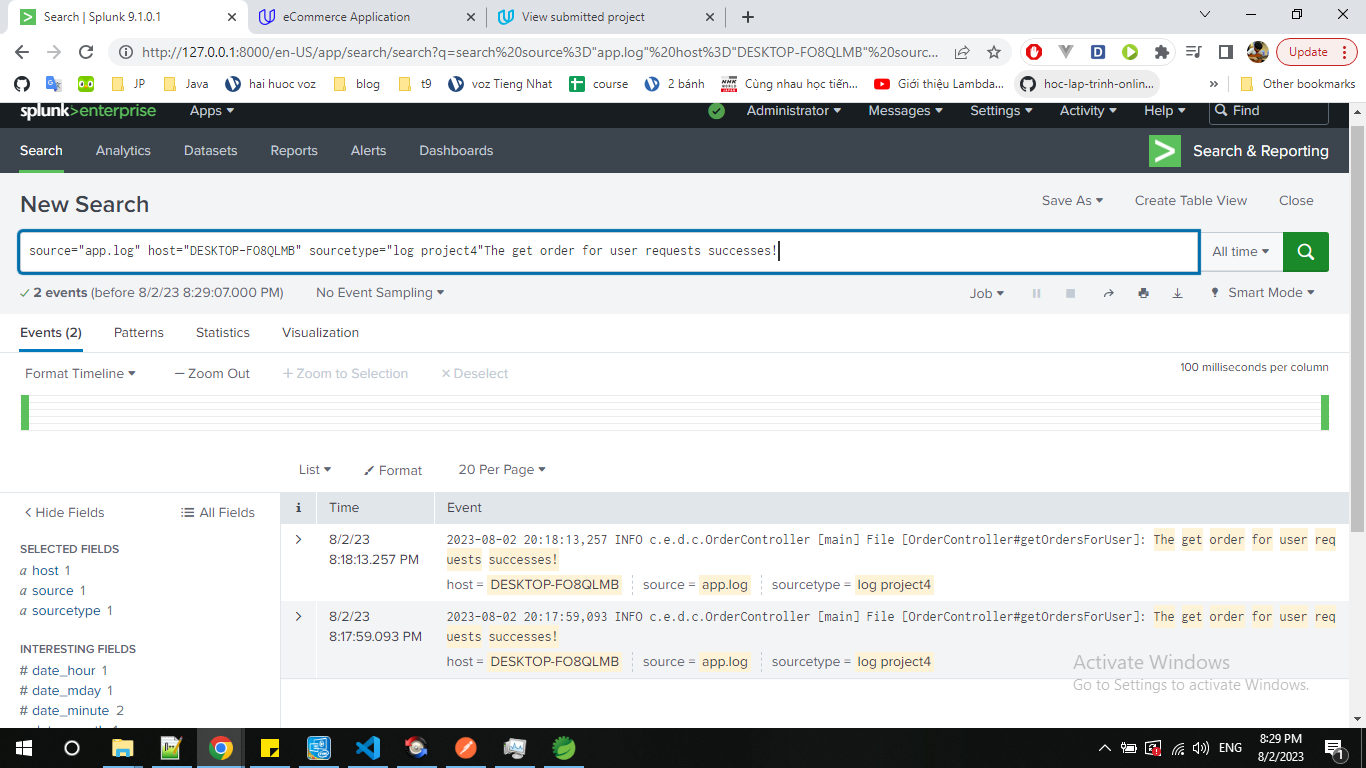 Search | Splunk 9.1.0.1
eCommerce Application
View submitted project
http://127.0.0.1:8000/en-US/app/search/search?q=search%20source%3D"app.log"%20host%3D"DESKTOP-FO8QLMB"%20sourc...
Update
JP
Java
hai huoc voz
blog
t9
voz Tieng Nhat
course
2 bánh
Cùng nhau học tiến...
Giới thiệu Lambda...
hoc-lap-trinh-onlin...
»
Other bookmarks
splunk>enterprise
Apps
Administrator
Messages
Settings
Activity
Help
Find
Search
Analytics
Datasets
Reports
Alerts
Dashboards
Search & Reporting
New Search
Save As
Create Table View
Close
source="app.log" host="DESKTOP-FO8QLMB" sourcetype="log project4"The get order for user requests successes!
All time
2 events (before 8/2/23 8:29:07.000 PM)
No Event Sampling
Job
Smart Mode
Events (2)
Patterns
Statistics
Visualization
Format Timeline
— Zoom Out
+ Zoom to Selection
× Deselect
100 milliseconds per column
List
Format
20 Per Page
< Hide Fields
All Fields
i
Time
Event
SELECTED FIELDS
a host 1
a source 1
a sourcetype 1
INTERESTING FIELDS
# date_hour 1
# date_mday 1
# date_minute 2
8/2/23
8:18:13.257 PM
2023-08-02 20:18:13,257 INFO c.e.d.c.OrderController [main] File [OrderController#getOrdersForUser]: The get order for user req
uests successes!
host = DESKTOP-FO8QLMB
source = app.log
sourcetype = log project4
8/2/23
8:17:59.093 PM
2023-08-02 20:17:59,093 INFO c.e.d.c.OrderController [main] File [OrderController#getOrdersForUser]: The get order for user req
uests successes!
host = DESKTOP-FO8QLMB
source = app.log
sourcetype = log project4
Activate Windows
Go to Settings to activate Windows.
ENG
8:29 PM
8/2/2023
1